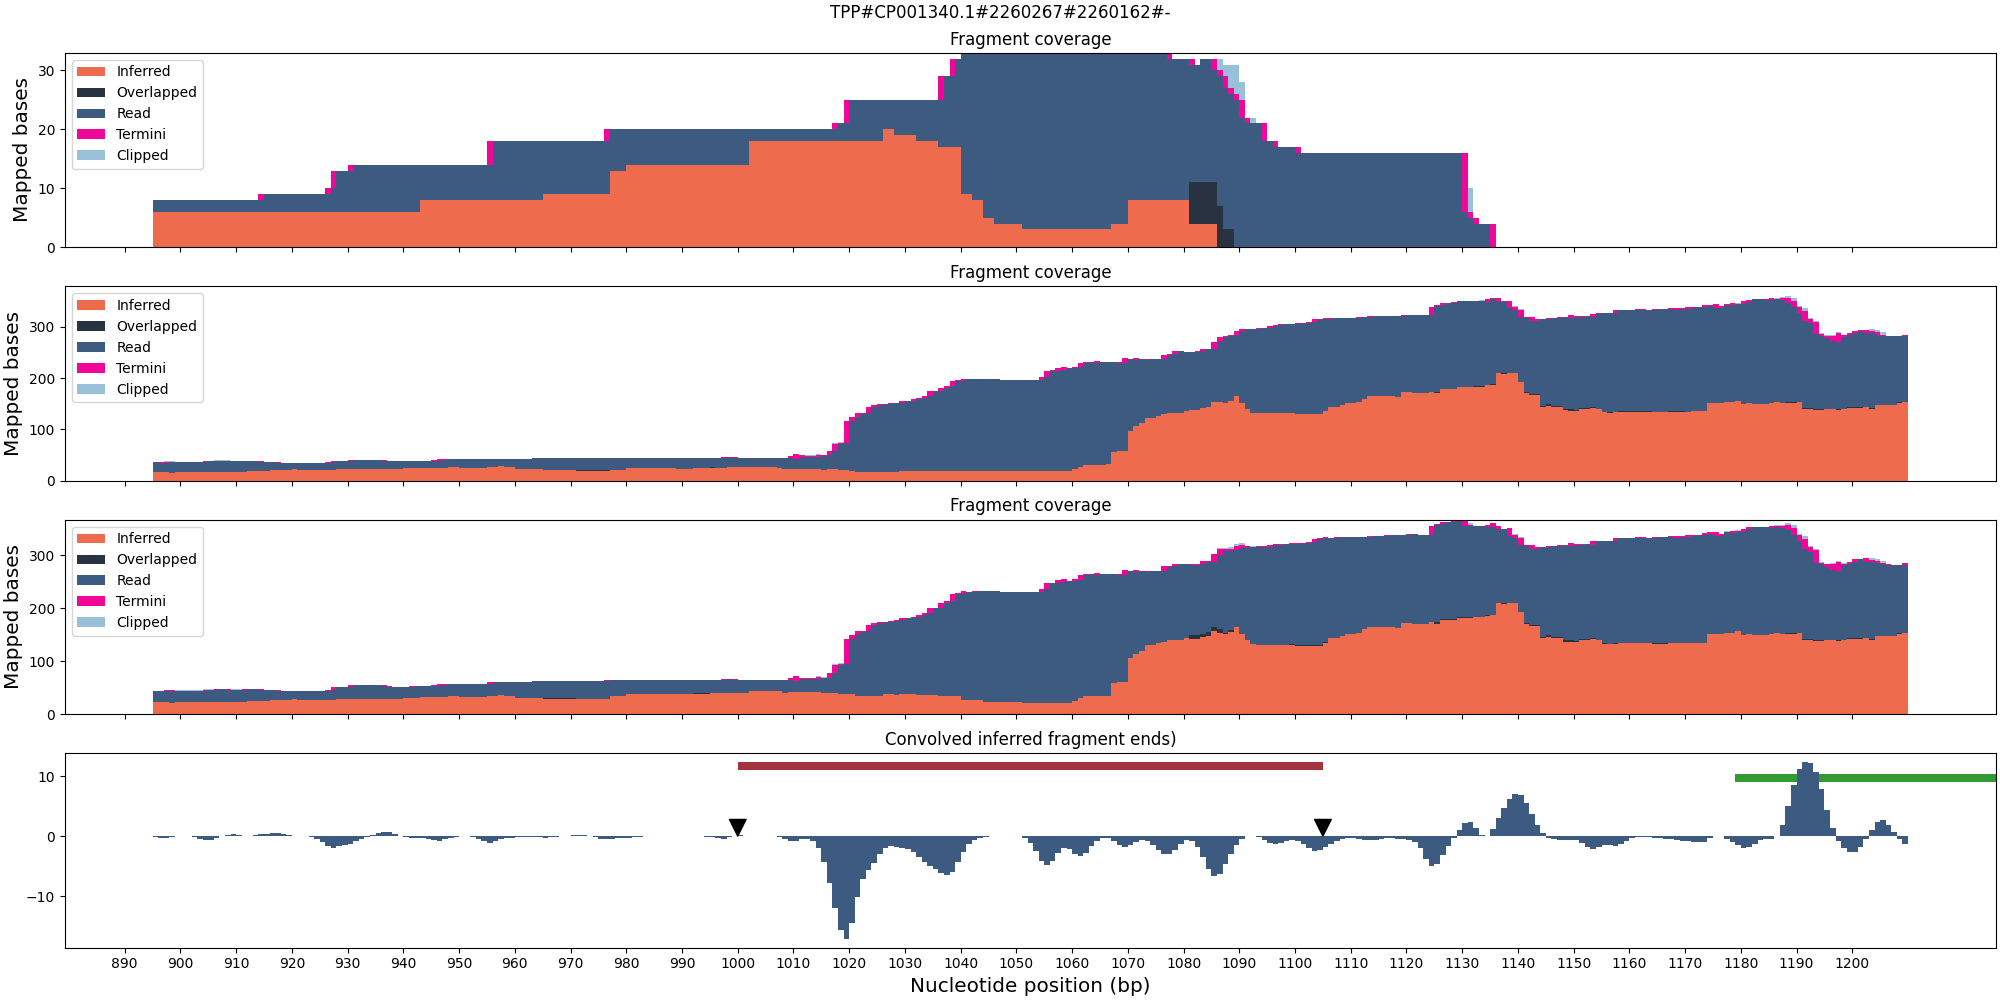 TPP#CP001340.1#2260267#2260162#-
Fragment coverage
Mapped bases
30
20
10
0
Inferred
Overlapped
Read
Termini
Clipped
Fragment coverage
Mapped bases
300
200
100
0
Inferred
Overlapped
Read
Termini
Clipped
Fragment coverage
Mapped bases
300
200
100
0
Inferred
Overlapped
Read
Termini
Clipped
Convolved inferred fragment ends)
10
0
−10
890 900 910 920 930 940 950 960 970 980 990 1000 1010 1020 1030 1040 1050 1060 1070 1080 1090 1100 1110 1120 1130 1140 1150 1160 1170 1180 1190 1200
Nucleotide position (bp)